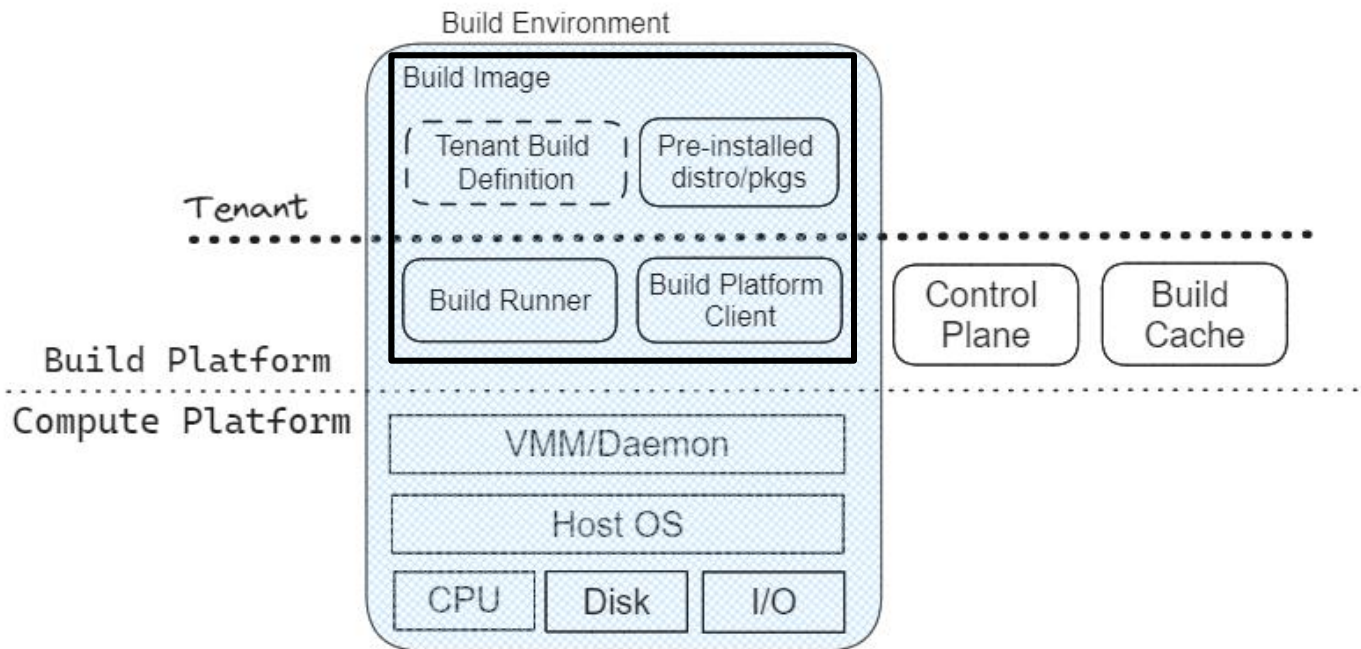 Build Environment
Build Image
Tenant Build
Definition
Pre-installed
distro/pkgs
Tenant
Build Runner
Build Platform
Client
Control
Plane
Build
Cache
Build Platform
Compute Platform
VMM/Daemon
Host OS
CPU
Disk
I/O